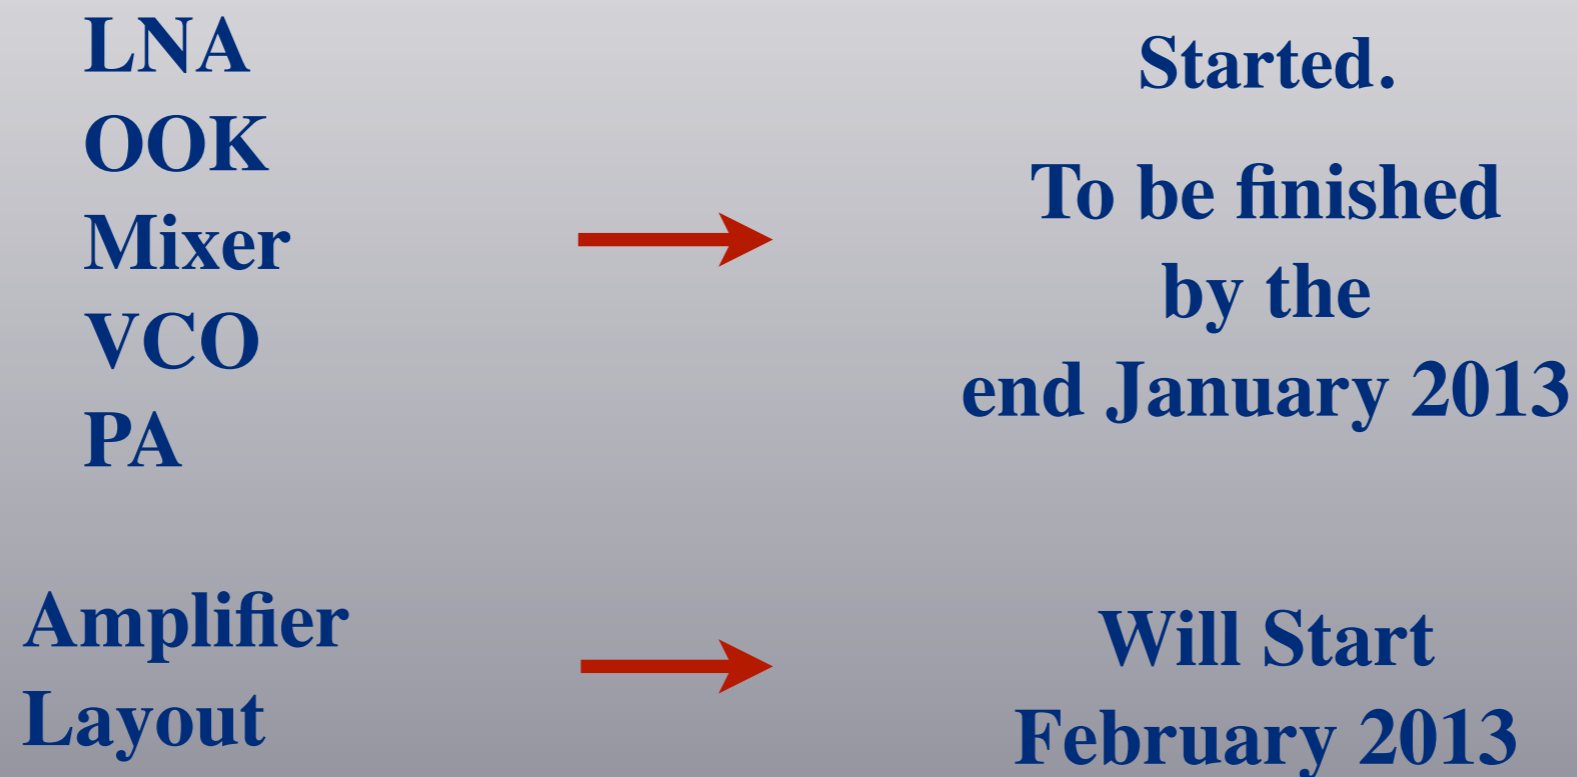 LNA
OOK
Mixer
VCO
PA
Started.
To be finished
by the
end January 2013
Amplifier
Layout
Will Start
February 2013